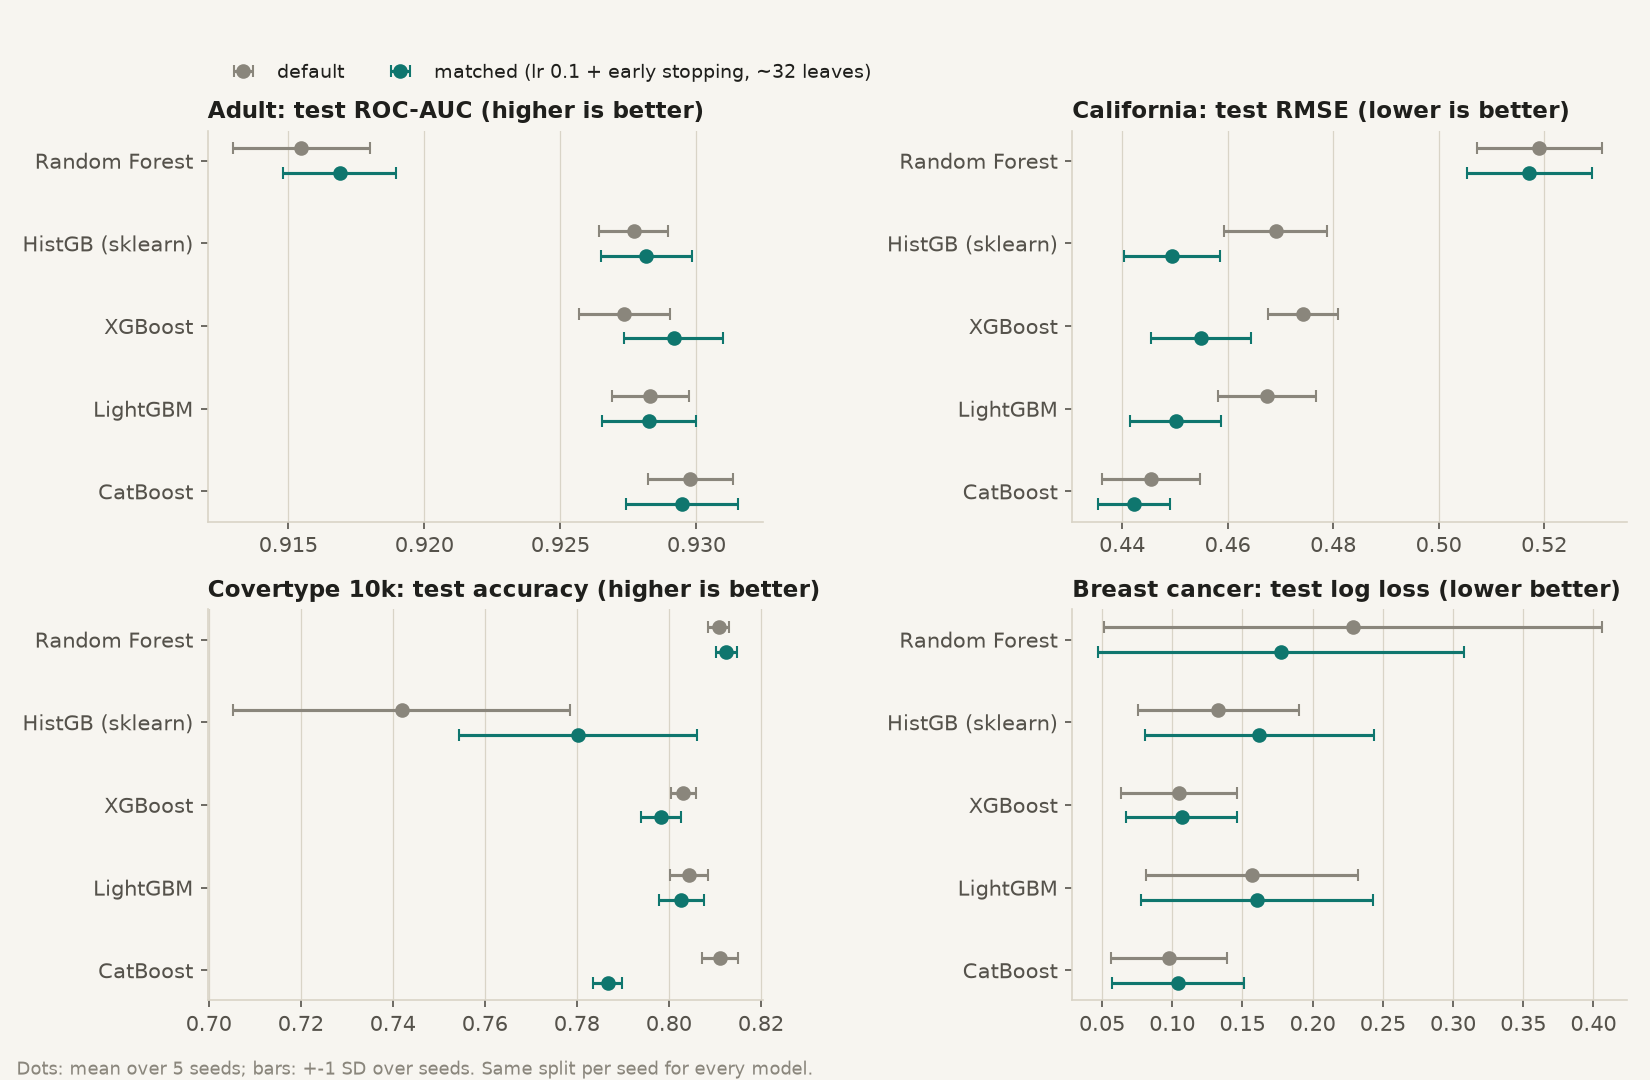 default
matched (lr 0.1 + early stopping, ~32 leaves)
Adult: test ROC-AUC (higher is better)
Random Forest
HistGB (sklearn)
XGBoost
LightGBM
CatBoost
0.915 0.920 0.925 0.930
California: test RMSE (lower is better)
Random Forest
HistGB (sklearn)
XGBoost
LightGBM
CatBoost
0.44 0.46 0.48 0.50 0.52
Covertype 10k: test accuracy (higher is better)
Random Forest
HistGB (sklearn)
XGBoost
LightGBM
CatBoost
0.70 0.72 0.74 0.76 0.78 0.80 0.82
Breast cancer: test log loss (lower better)
Random Forest
HistGB (sklearn)
XGBoost
LightGBM
CatBoost
0.05 0.10 0.15 0.20 0.25 0.30 0.35 0.40
Dots: mean over 5 seeds; bars: +-1 SD over seeds. Same split per seed for every model.